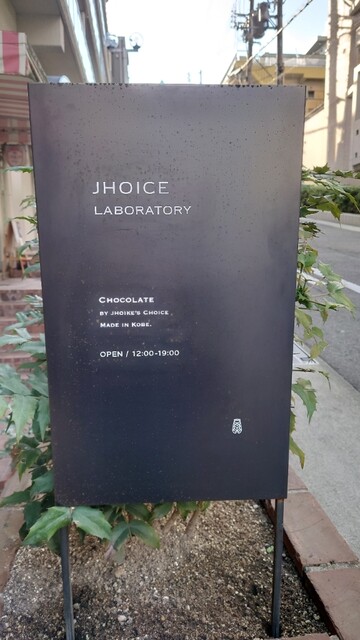 JHOICE
LABORATORY
CHOCOLATE
BY JHOIKE'S CHOICE
MADE IN KOBE.
OPEN / 12:00-19:00